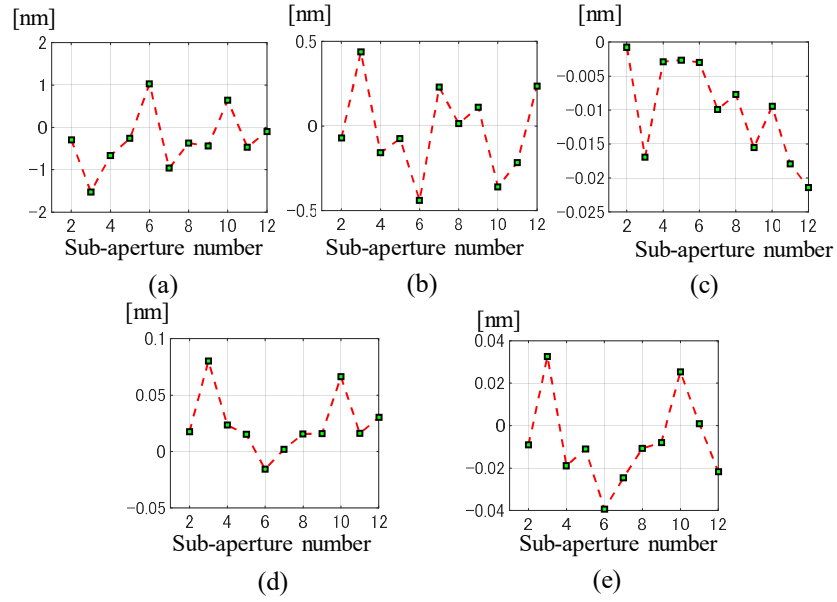 [nm]
2
1
0
−1
−2
2 4 6 8 10 12
Sub-aperture number
(a)
[nm]
0.5
0
−0.5
2 4 6 8 10 12
Sub-aperture number
(b)
[nm]
0
−0.005
−0.01
−0.015
−0.02
−0.025
2 4 6 8 10 12
Sub-aperture number
(c)
[nm]
0.1
0.05
0
−0.05
2 4 6 8 10 12
Sub-aperture number
(d)
[nm]
0.04
0.02
0
−0.02
−0.04
2 4 6 8 10 12
Sub-aperture number
(e)